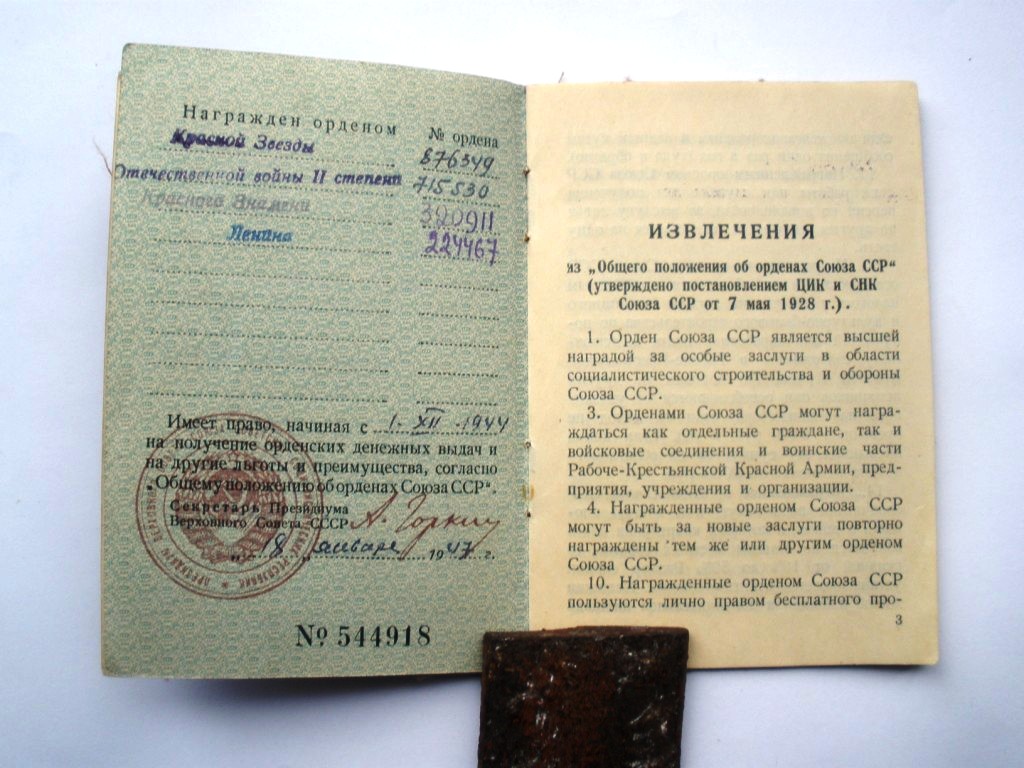 Награжден орденом
№ ордена
Красной Звезды 876349
Отечественной войны II степени 715530
Красного Знамени 320911
Ленина 224467
Имеет право, начиная с 1-XII-1944
на получение орденских денежных выдач и
на другие льготы и преимущества, согласно
„Общему положению об орденах Союза ССР“.
Секретарь Президиума
Верховного Совета СССР А. Горкин
„8“ января 1947 г.
№ 544918
ИЗВЛЕЧЕНИЯ
из „Общего положения об орденах Союза ССР“
(утверждено постановлением ЦИК и СНК
Союза ССР от 7 мая 1928 г.).
1. Орден Союза ССР является высшей
наградой за особые заслуги в области
социалистического строительства и обороны
Союза ССР.
3. Орденами Союза ССР могут награ-
ждаться как отдельные граждане, так и
войсковые соединения и воинские части
Рабоче-Крестьянской Красной Армии, пред-
приятия, учреждения и организации.
4. Награжденные орденом Союза ССР
могут быть за новые заслуги повторно
награждены тем же или другим орденом
Союза ССР.
10. Награжденные орденом Союза ССР
пользуются лично правом бесплатного про-
3